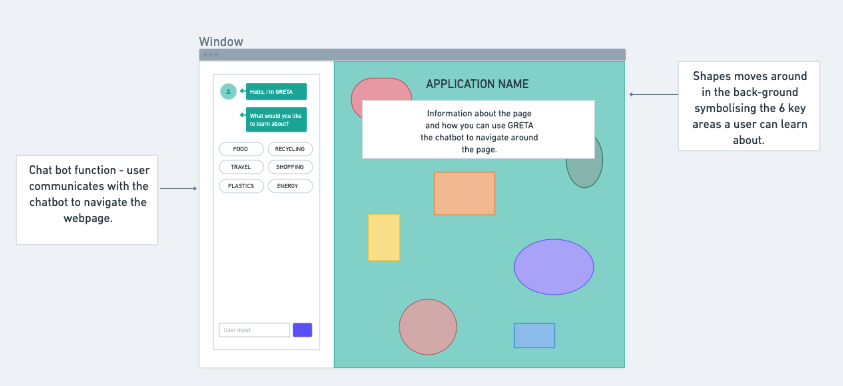 Window
Hello, I'm GRETA
What would you like
to learn about?
FOOD
RECYCLING
TRAVEL
SHOPPING
PLASTICS
ENERGY
User input
APPLICATION NAME
Information about the page
and how you can use GRETA
the chatbot to navigate around
the page.
Chat bot function - user
communicates with the
chatbot to navigate the
webpage.
Shapes moves around
in the back-ground
symbolising the 6 key
areas a user can learn
about.